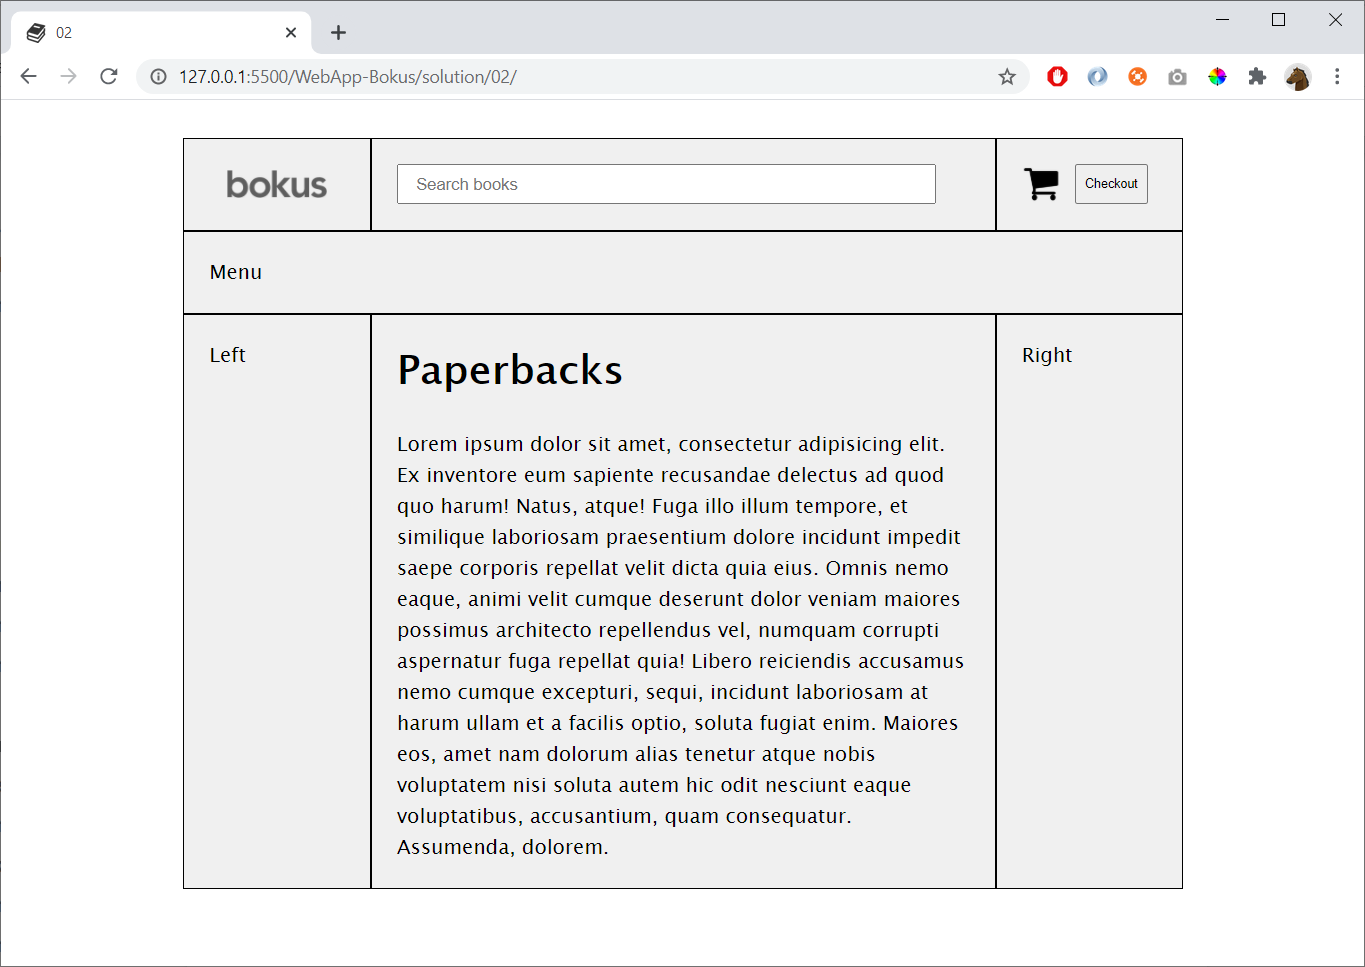 02
127.0.0.1:5500/WebApp-Bokus/solution/02/
bokus
Search books
Checkout
Menu
Left
Paperbacks
Right
Lorem ipsum dolor sit amet, consectetur adipisicing elit.
Ex inventore eum sapiente recusandae delectus ad quod
quo harum! Natus, atque! Fuga illo illum tempore, et
similique laboriosam praesentium dolore incidunt impedit
saepe corporis repellat velit dicta quia eius. Omnis nemo
eaque, animi velit cumque deserunt dolor veniam maiores
possimus architecto repellendus vel, numquam corrupti
aspernatur fuga repellat quia! Libero reiciendis accusamus
nemo cumque excepturi, sequi, incidunt laboriosam at
harum ullam et a facilis optio, soluta fugiat enim. Maiores
eos, amet nam dolorum alias tenetur atque nobis
voluptatem nisi soluta autem hic odit nesciunt eaque
voluptatibus, accusantium, quam consequatur.
Assumenda, dolorem.